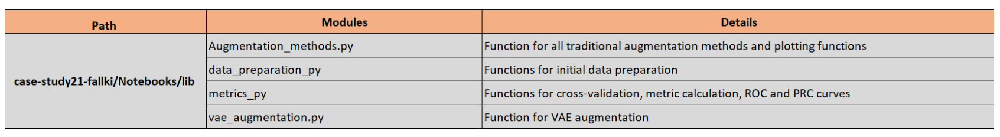 Path Modules Details
case-study21-fallki/Notebooks/lib
Augmentation_methods.py Function for all traditional augmentation methods and plotting functions
data_preparation_py Functions for initial data preparation
metrics_py Functions for cross-validation, metric calculation, ROC and PRC curves
vae_augmentation.py Function for VAE augmentation